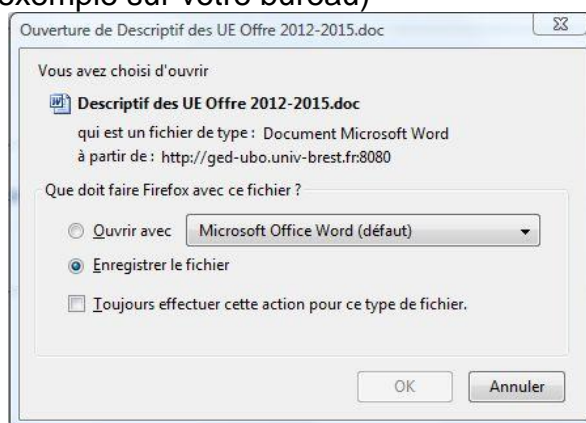 exemple sur votre bureau)
Ouverture de Descriptif des UE Offre 2012-2015.doc
Vous avez choisi d'ouvrir
Descriptif des UE Offre 2012-2015.doc
qui est un fichier de type : Document Microsoft Word
à partir de : http://ged-ubo.univ-brest.fr:8080
Que doit faire Firefox avec ce fichier ?
Ouvrir avec Microsoft Office Word (défaut)
Enregistrer le fichier
Toujours effectuer cette action pour ce type de fichier.
OK Annuler